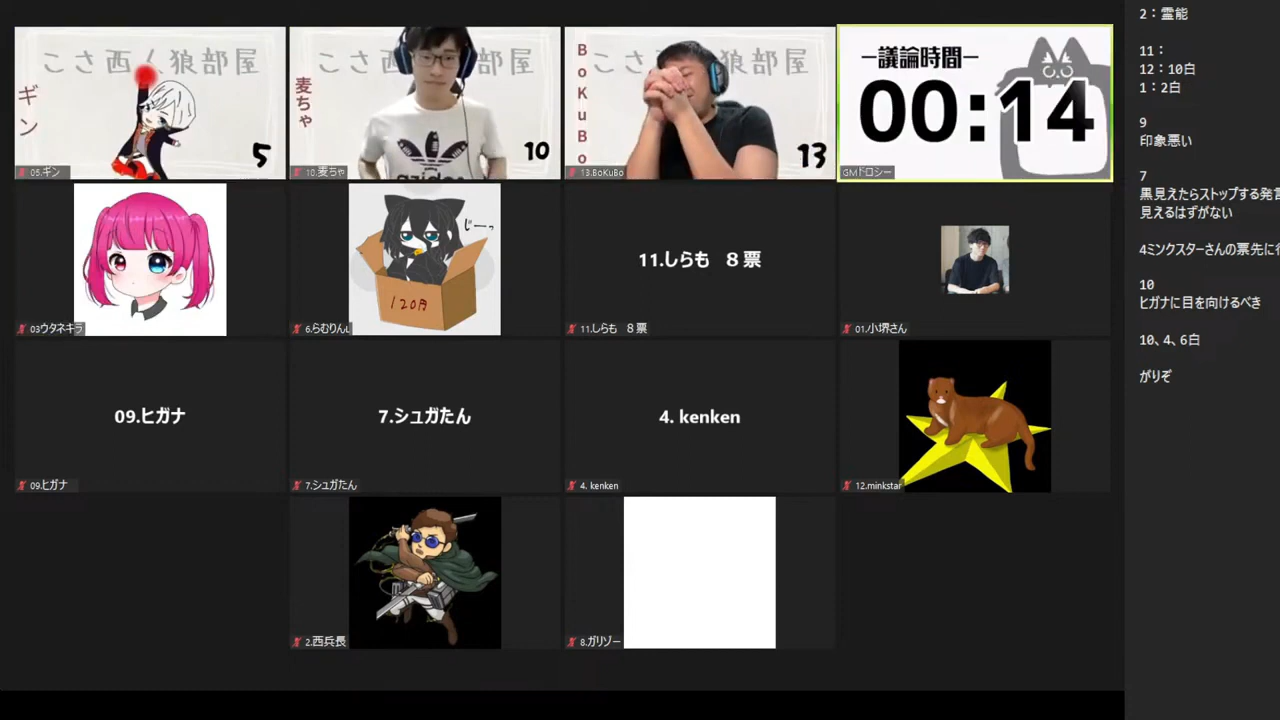 こさ西人狼部屋
ギン
5
05.ギン
こさ西人狼部屋
麦ちゃ
10
10.麦ちゃ
こさ西人狼部屋
BoKuBo
13
13.BoKuBo
―議論時間―
00:14
GMドロシー
03ウタネキラ
じーっ
120円
6.らむりんL
11.しらも 8票
11.しらも 8票
01.小堺さん
09.ヒガナ
09.ヒガナ
7.シュガたん
7.シュガたん
4. kenken
4. kenken
12.minkstar
2.西兵長
8.ガリゾー
2：霊能
11：
12：10白
1：2白
9
印象悪い
7
黒見えたらストップする発言
見えるはずがない
4ミンクスターさんの票先に行
10
ヒガナに目を向けるべき
10、4、6白
がりぞ